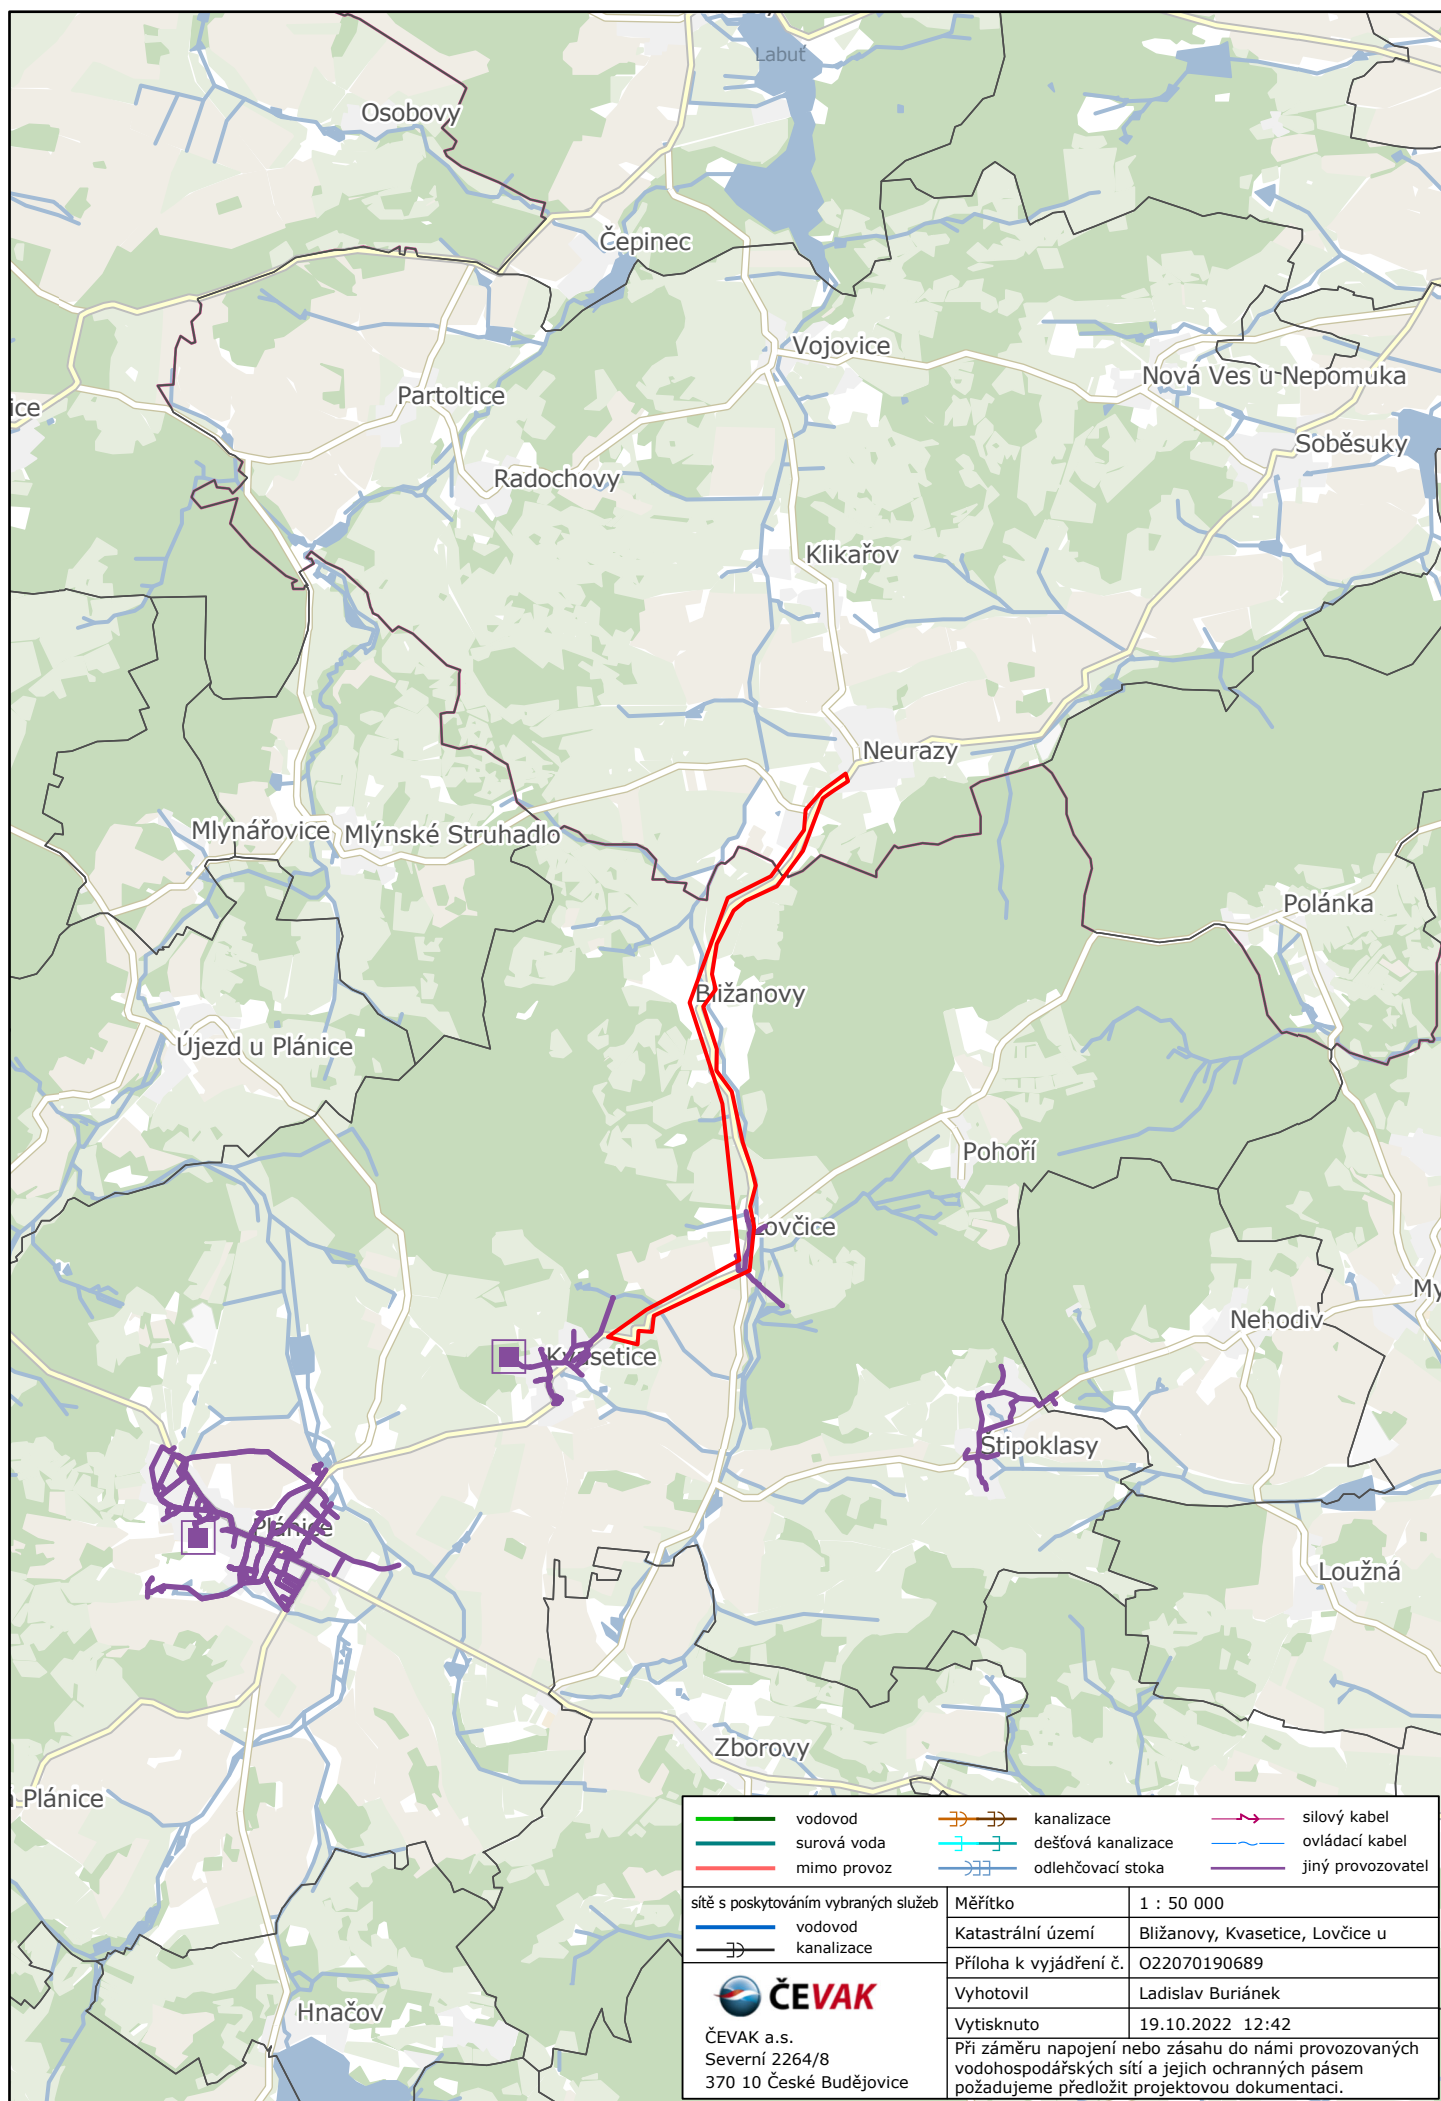 Labuť
Osobovy
Čepinec
Vojovice
Nová Ves u Nepomuka
Partoltice
ice
Soběsuky
Radochovy
Klikařov
Neurazy
Mlynářovice
Mlýnské Struhadlo
Polánka
Bližanovy
Újezd u Plánice
Pohoří
Lovčice
My
Nehodiv
Kvasetice
Štipoklasy
Plánice
Loužná
Zborovy
Plánice
Hnačov
vodovod
surová voda
mimo provoz
kanalizace
dešťová kanalizace
odlehčovací stoka
silový kabel
ovládací kabel
jiný provozovatel
sítě s poskytováním vybraných služeb
vodovod
kanalizace
ČEVAK
ČEVAK a.s.
Severní 2264/8
370 10 České Budějovice
Měřítko 1 : 50 000
Katastrální území Bližanovy, Kvasetice, Lovčice u
Příloha k vyjádření č. O22070190689
Vyhotovil Ladislav Buriánek
Vytisknuto 19.10.2022 12:42
Při záměru napojení nebo zásahu do námi provozovaných
vodohospodářských sítí a jejich ochranných pásem
požadujeme předložit projektovou dokumentaci.